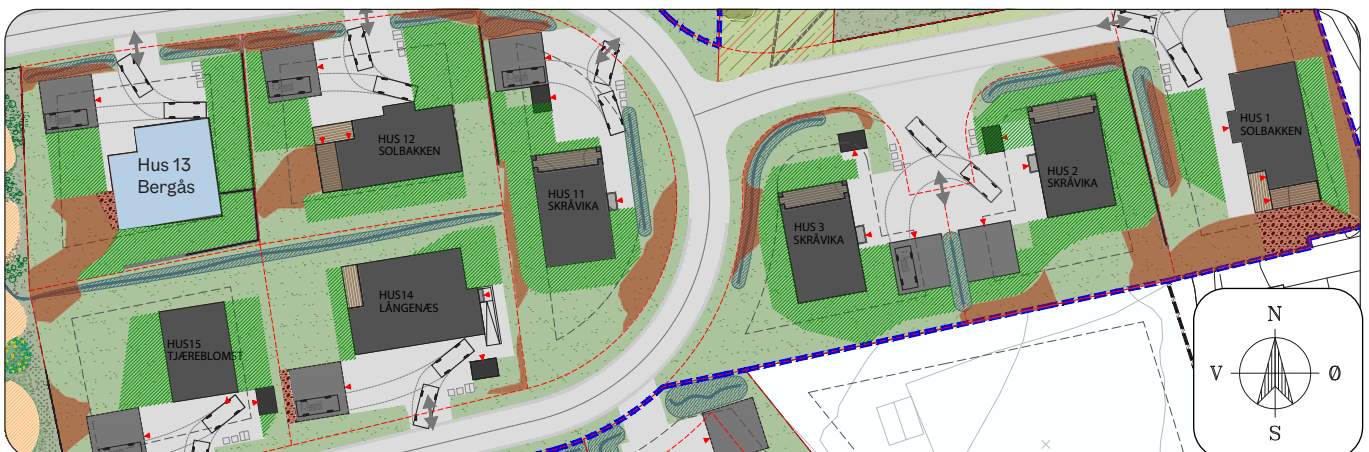 Hus 13
Bergås
HUS 12
SOLBAKKEN
HUS 11
SKRÅVIKA
HUS 3
SKRÅVIKA
HUS 2
SKRÅVIKA
HUS 1
SOLBAKKEN
HUS14
LÅNGENÆS
HUS15
TJÆREBLOMST
N
V
Ø
S